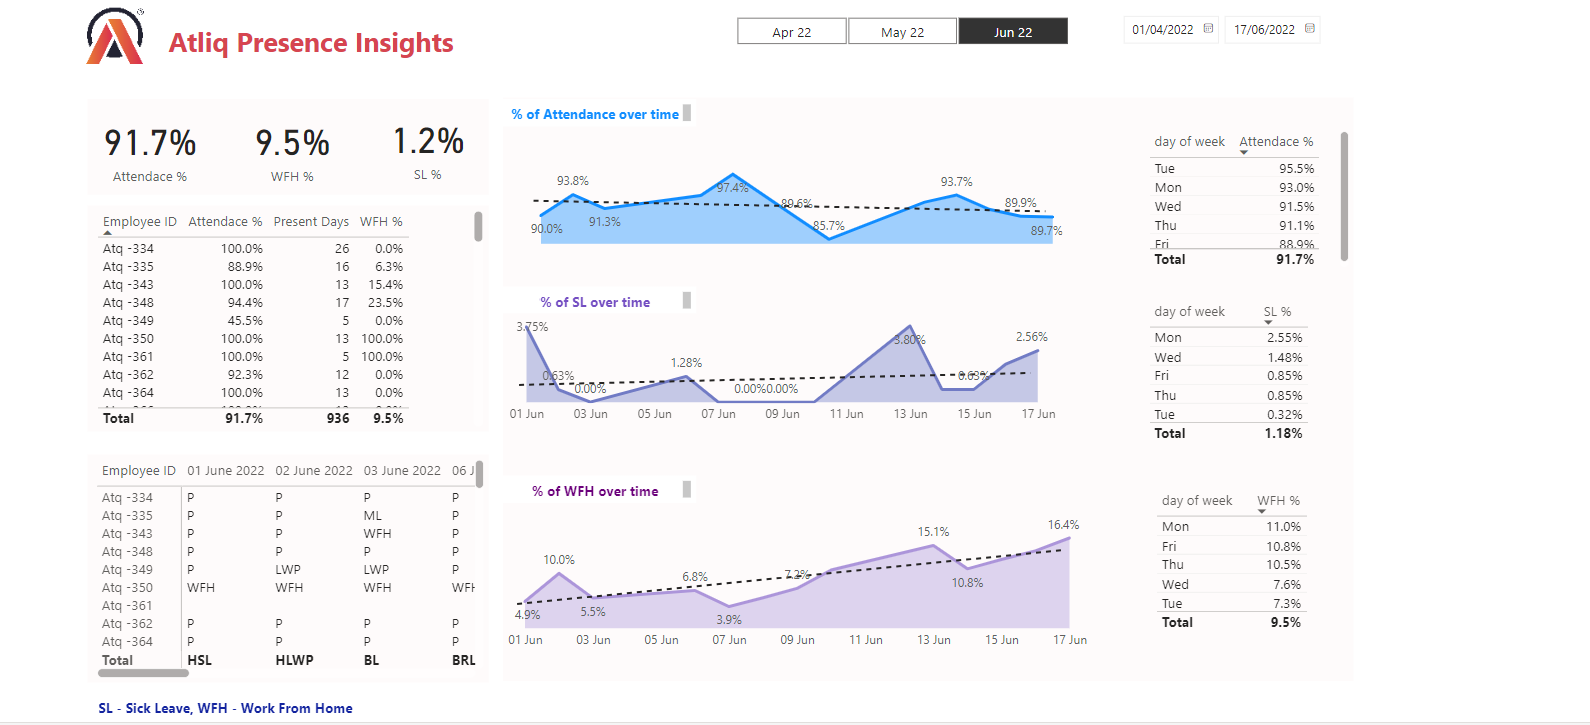 Atliq Presence Insights
Apr 22 May 22 Jun 22
01/04/2022 17/06/2022
91.7% 9.5% 1.2%
Attendace % WFH % SL %
Employee ID Attendace % Present Days WFH %
Atq -334 100.0% 26 0.0%
Atq -335 88.9% 16 6.3%
Atq -343 100.0% 13 15.4%
Atq -348 94.4% 17 23.5%
Atq -349 45.5% 5 0.0%
Atq -350 100.0% 13 100.0%
Atq -361 100.0% 5 100.0%
Atq -362 92.3% 12 0.0%
Atq -364 100.0% 13 0.0%
Total 91.7% 936 9.5%
Employee ID 01 June 2022 02 June 2022 03 June 2022 06 J
Atq -334 P P P P
Atq -335 P P ML P
Atq -343 P P WFH P
Atq -348 P P P P
Atq -349 P LWP LWP P
Atq -350 WFH WFH WFH WFH
Atq -361
Atq -362 P P P P
Atq -364 P P P P
Total HSL HLWP BL BRL
SL - Sick Leave, WFH - Work From Home
% of Attendance over time
90.0% 93.8% 91.3% 97.4% 89.6% 85.7% 93.7% 89.9% 89.7%
% of SL over time
3.75% 0.63% 0.00% 1.28% 0.00% 0.00% 3.80% 0.63% 2.56%
01 Jun 03 Jun 05 Jun 07 Jun 09 Jun 11 Jun 13 Jun 15 Jun 17 Jun
% of WFH over time
4.9% 10.0% 5.5% 6.8% 3.9% 7.2% 15.1% 10.8% 16.4%
01 Jun 03 Jun 05 Jun 07 Jun 09 Jun 11 Jun 13 Jun 15 Jun 17 Jun
day of week Attendace %
Tue 95.5%
Mon 93.0%
Wed 91.5%
Thu 91.1%
Fri 88.9%
Total 91.7%
day of week SL %
Mon 2.55%
Wed 1.48%
Fri 0.85%
Thu 0.85%
Tue 0.32%
Total 1.18%
day of week WFH %
Mon 11.0%
Fri 10.8%
Thu 10.5%
Wed 7.6%
Tue 7.3%
Total 9.5%